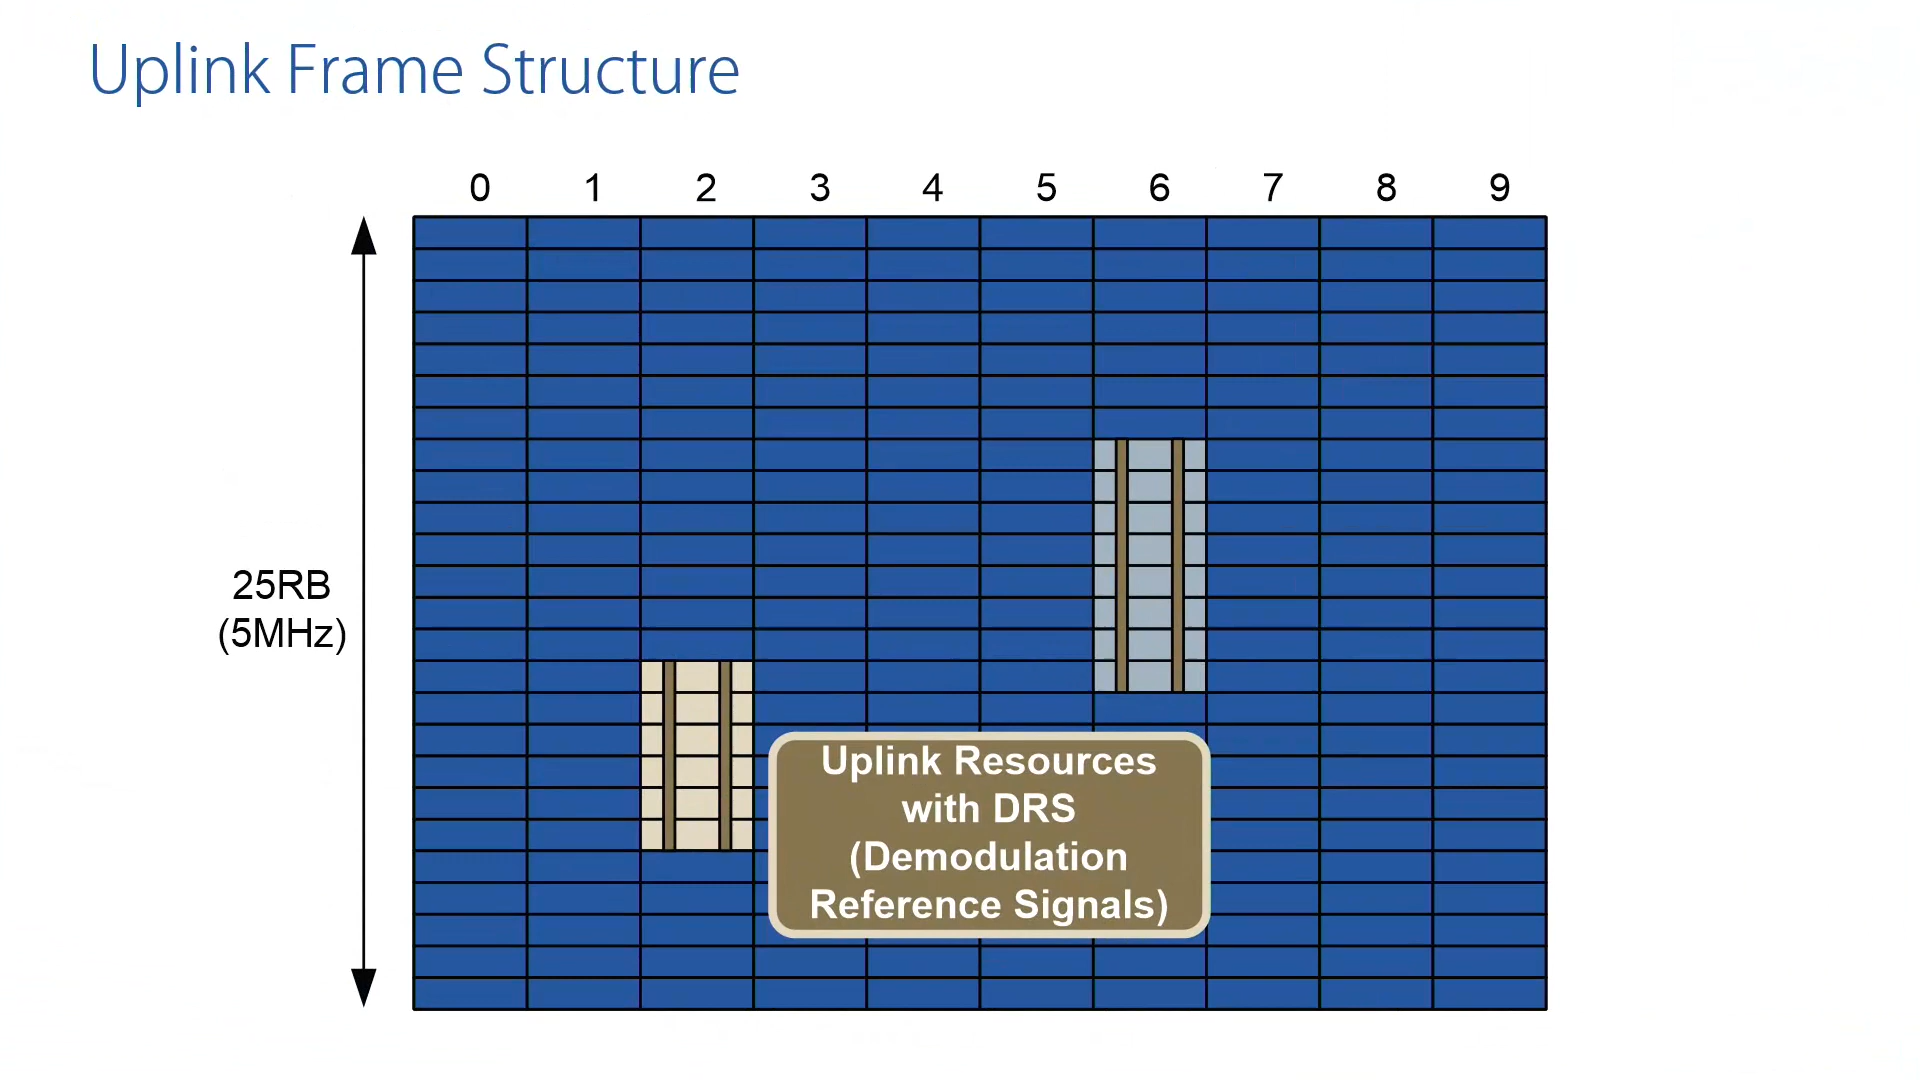 Uplink Frame Structure
0 1 2 3 4 5 6 7 8 9
25RB
(5MHz)
Uplink Resources
with DRS
(Demodulation
Reference Signals)